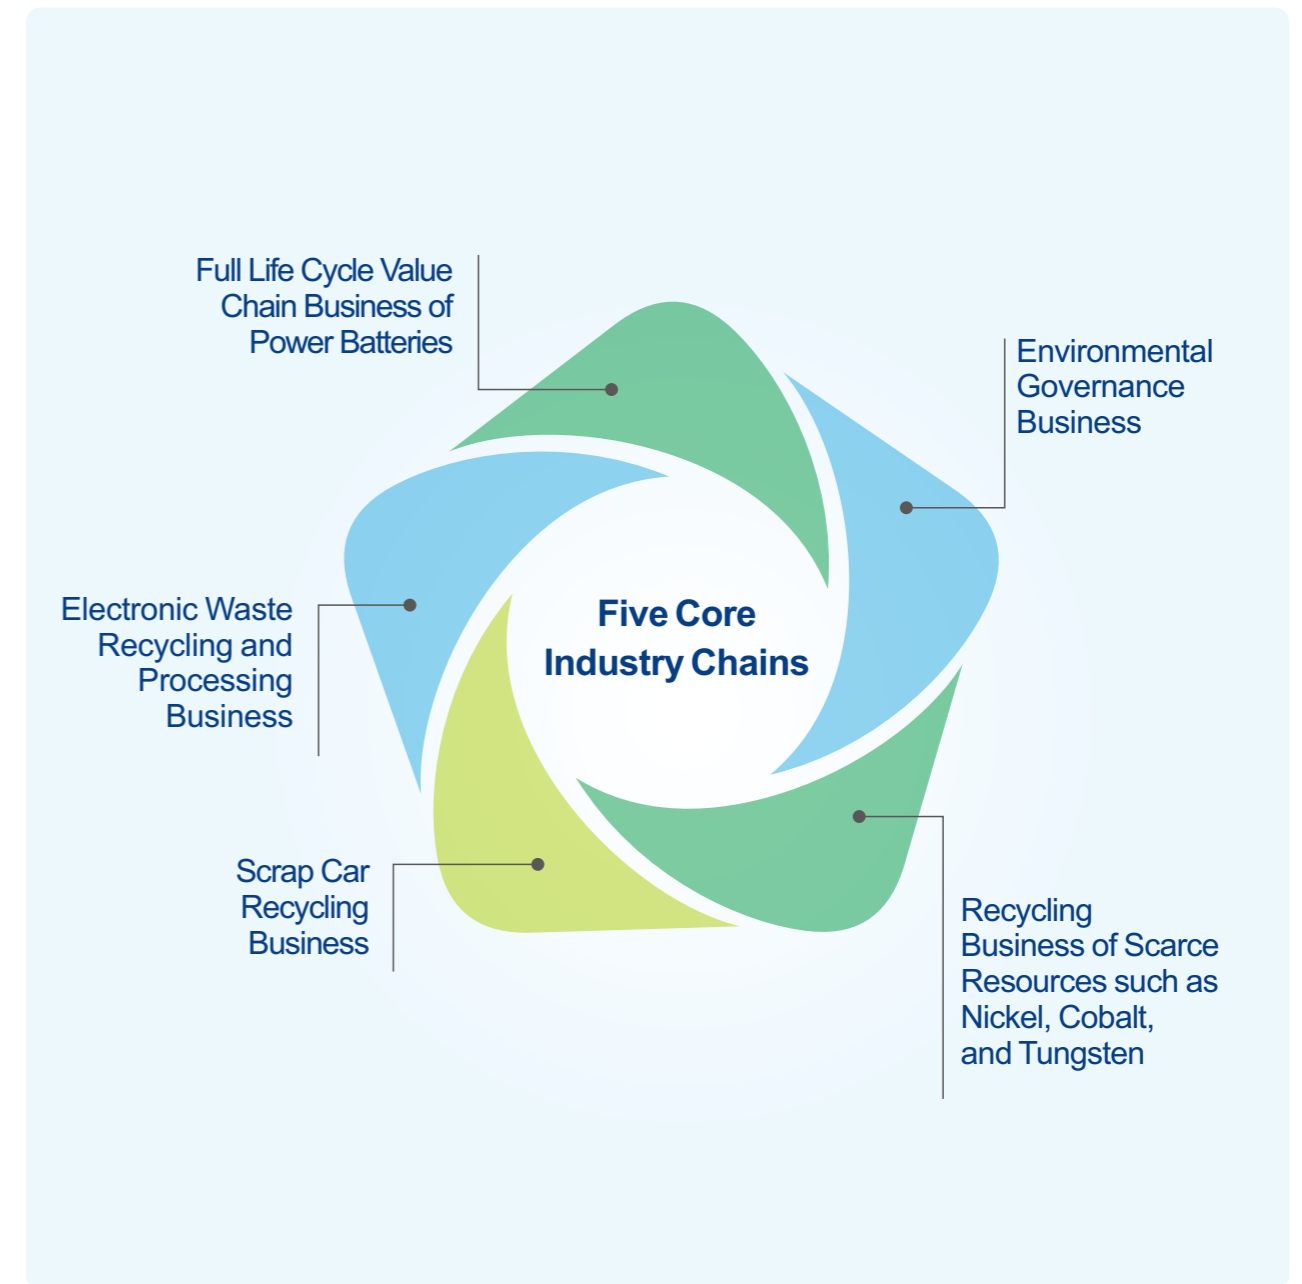 Full Life Cycle Value
Chain Business of
Power Batteries
Environmental
Governance
Business
Electronic Waste
Recycling and
Processing
Business
Five Core
Industry Chains
Scrap Car
Recycling
Business
Recycling
Business of Scarce
Resources such as
Nickel, Cobalt,
and Tungsten